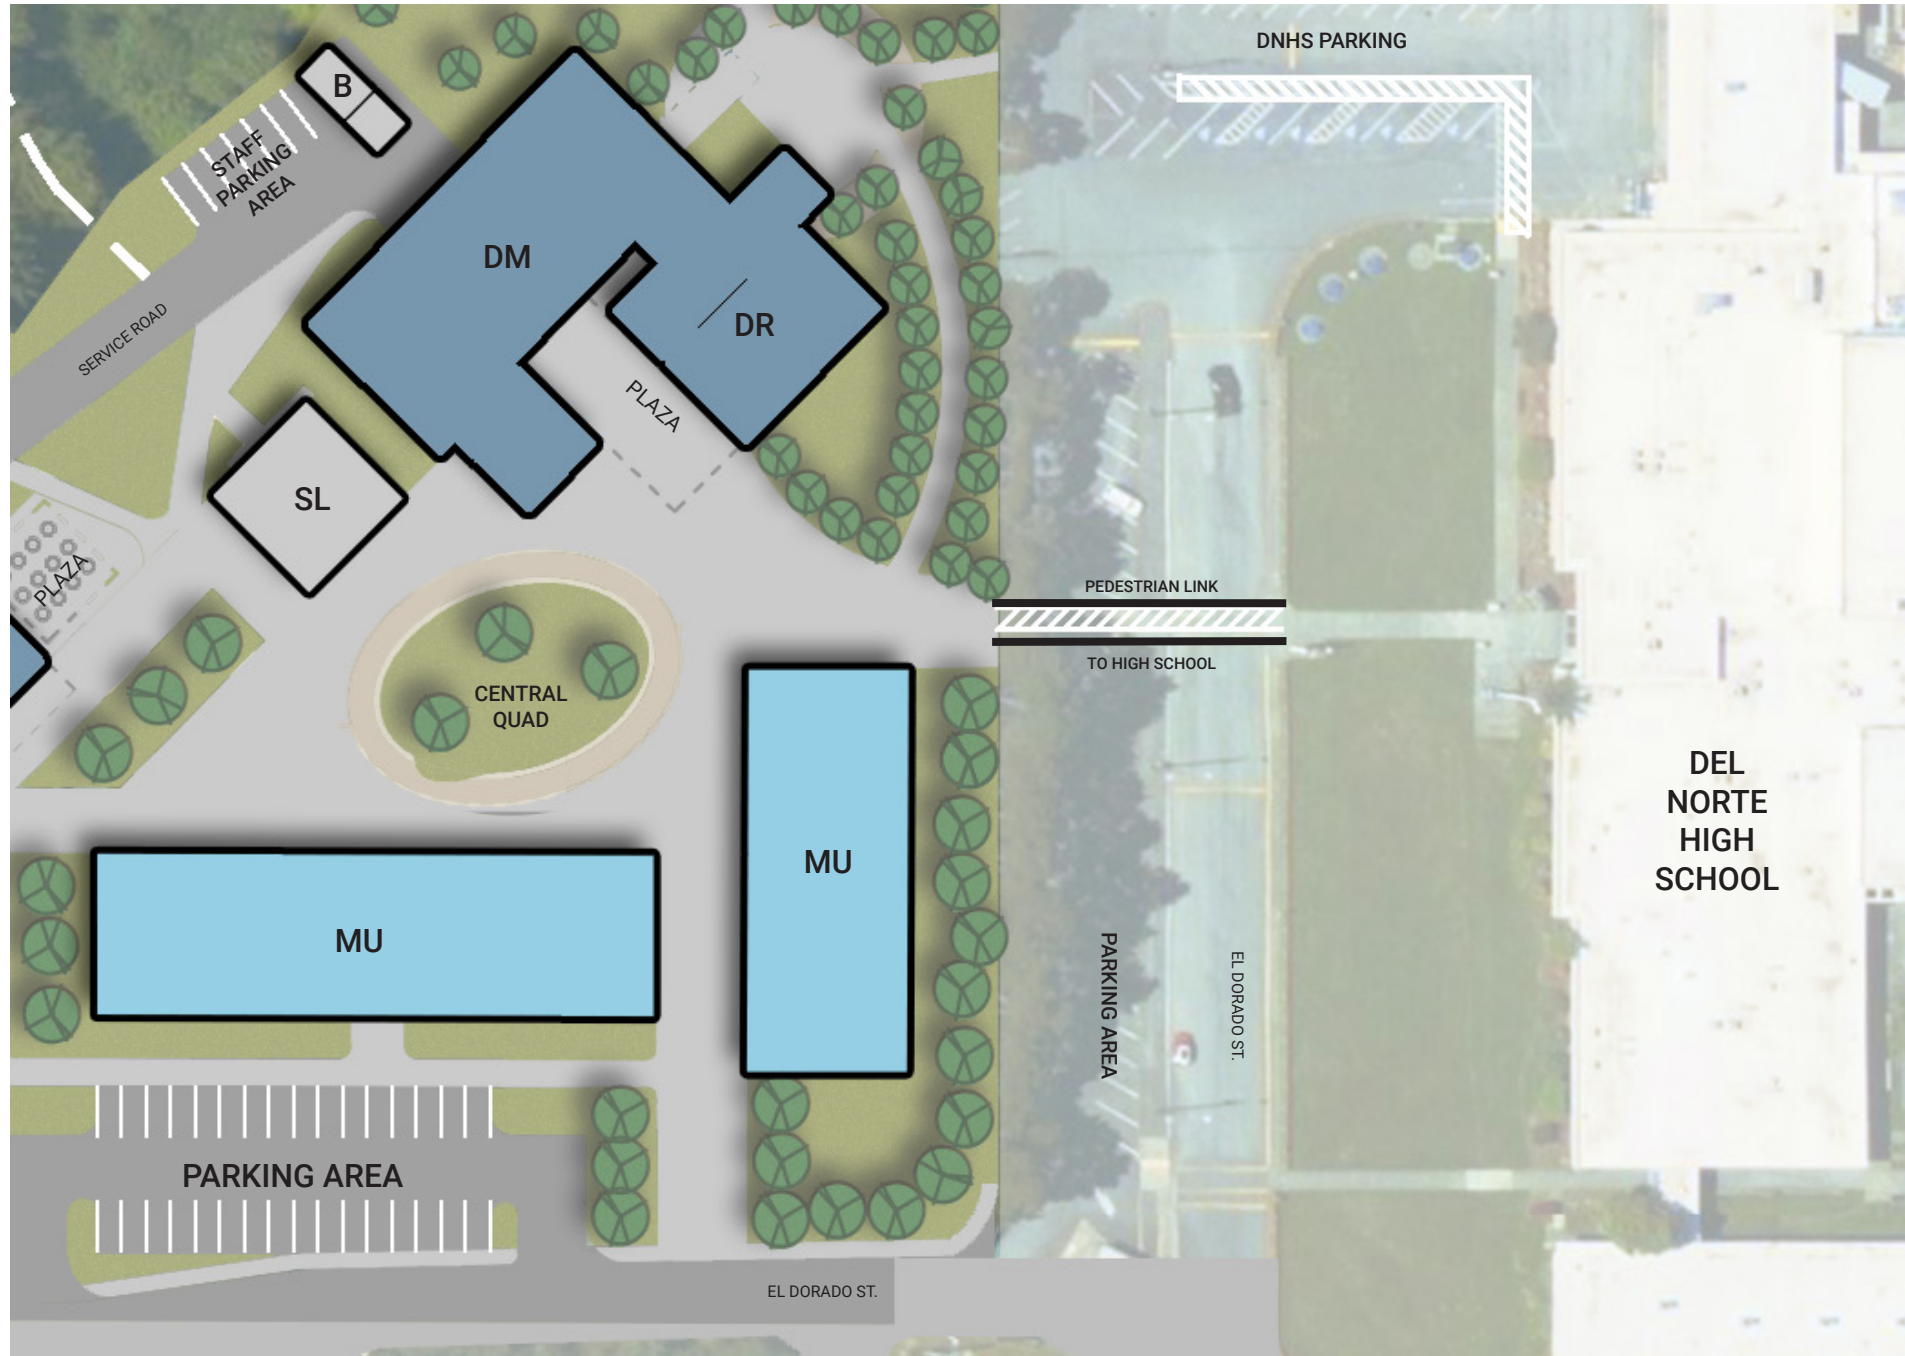 DNHS PARKING
B
STAFF
PARKING
AREA
DM
SERVICE ROAD
DR
PLAZA
SL
PLAZA
PEDESTRIAN LINK
TO HIGH SCHOOL
CENTRAL
QUAD
DEL
NORTE
HIGH
SCHOOL
MU
MU
PARKING AREA
EL DORADO ST.
PARKING AREA
EL DORADO ST.